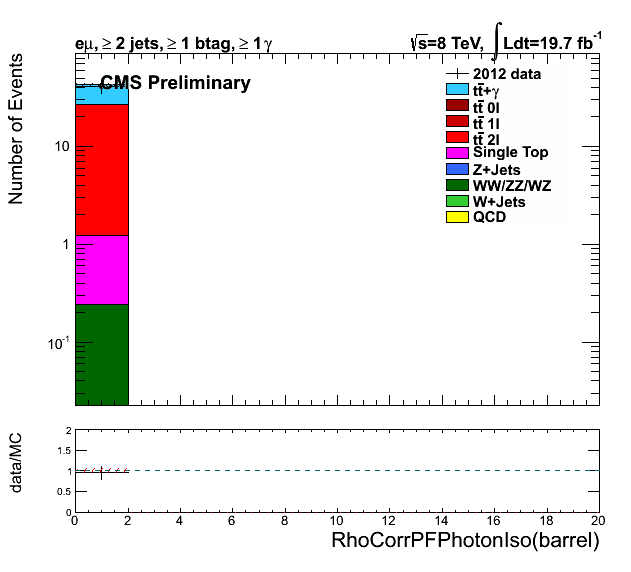 eμ, ≥ 2 jets, ≥ 1 btag, ≥ 1γ
√s=8 TeV, ∫ Ldt=19.7 fb⁻¹
CMS Preliminary
2012 data
tt̄+γ
tt̄ 0l
tt̄ 1l
tt̄ 2l
Single Top
Z+Jets
WW/ZZ/WZ
W+Jets
QCD
Number of Events
10
1
10⁻¹
data/MC
2
1.5
1
0.5
0
0 2 4 6 8 10 12 14 16 18 20
RhoCorrPFPhotonIso(barrel)